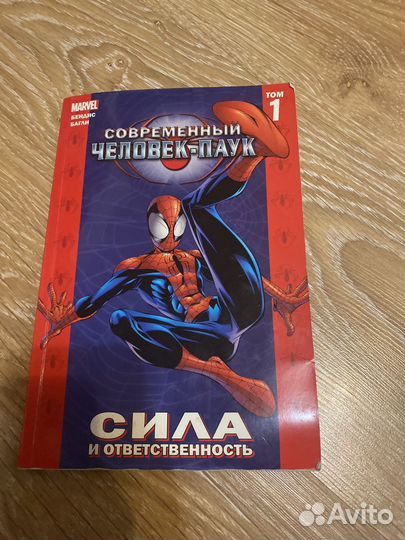 MARVEL
БЕНДИС
БАГЛИ
ТОМ
1
СОВРЕМЕННЫЙ
ЧЕЛОВЕК-ПАУК
СИЛА
И ОТВЕТСТВЕННОСТЬ
Avito